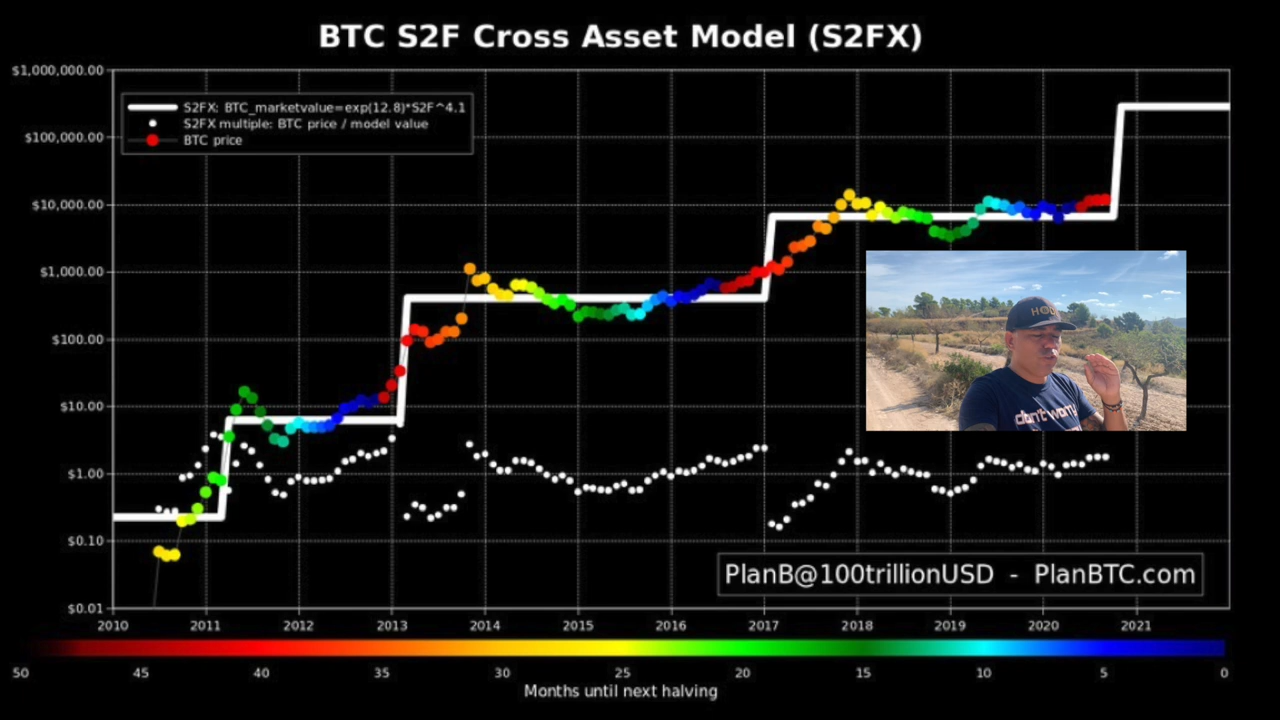 BTC S2F Cross Asset Model (S2FX)
$1,000,000.00
S2FX: BTC_marketvalue=exp(12.8)*S2F^4.1
S2FX multiple: BTC price / model value
BTC price
$100,000.00
$10,000.00
$1,000.00
$100.00
$10.00
$1.00
$0.10
$0.01
don't worry
PlanB@100trillionUSD - PlanBTC.com
2010 2011 2012 2013 2014 2015 2016 2017 2018 2019 2020 2021
50 45 40 35 30 25 20 15 10 5 0
Months until next halving